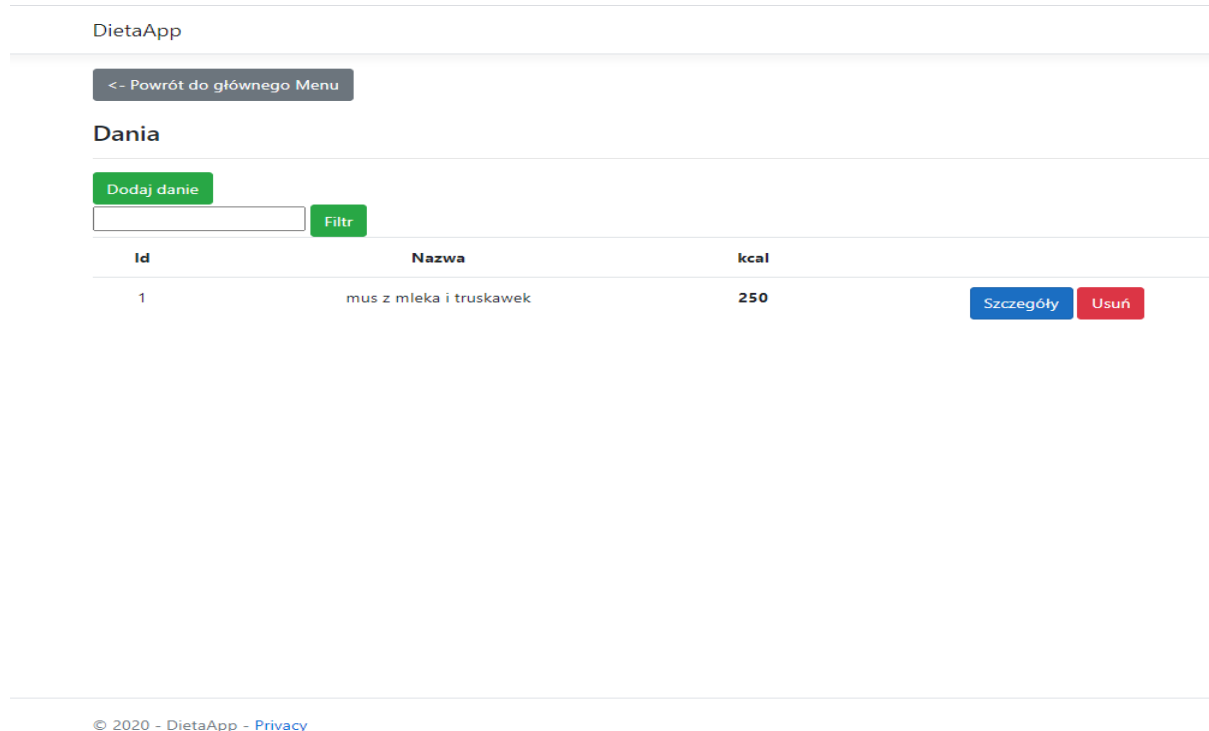 DietaApp
<- Powrót do głównego Menu
Dania
Dodaj danie
Filtr
Id Nazwa kcal
1 mus z mleka i truskawek 250 Szczegóły Usuń
© 2020 - DietaApp - Privacy